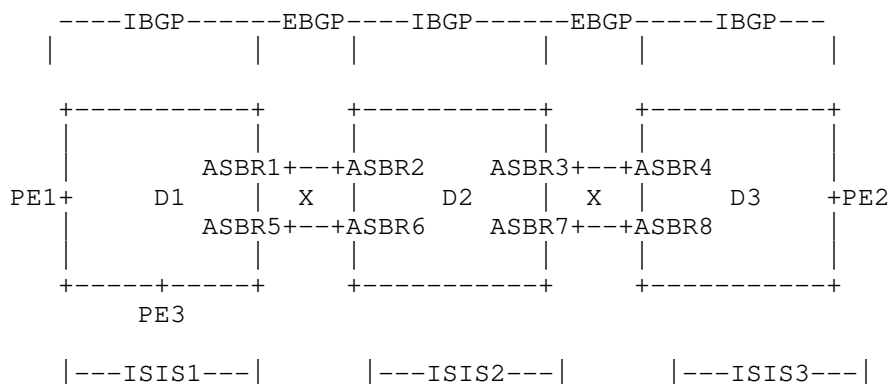 ----IBGP------EBGP----IBGP------EBGP----IBGP---
ASBR1+--+ASBR2 ASBR3+--+ASBR4
PE1+ D1 | X | D2 | X | D3 +PE2
ASBR5+--+ASBR6 ASBR7+--+ASBR8
PE3
|---ISIS1---| |---ISIS2---| |---ISIS3---|